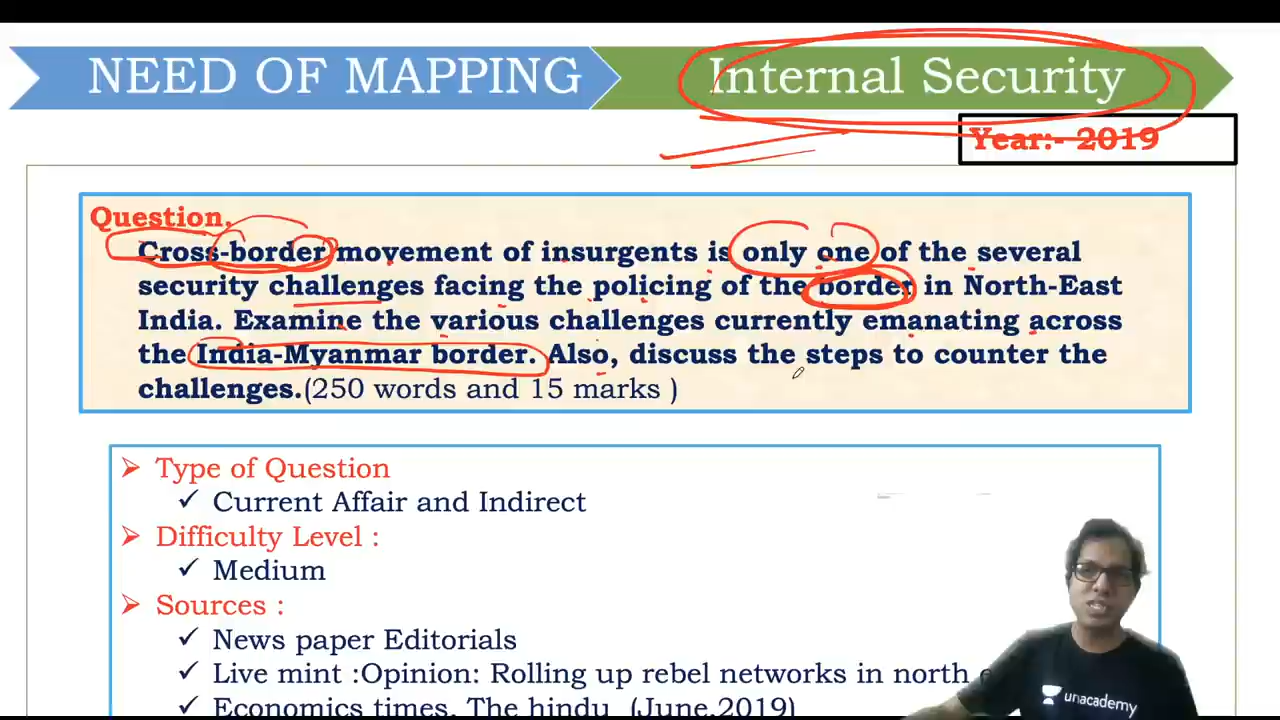 NEED OF MAPPING Internal Security
Year:- 2019
Question.
Cross-border movement of insurgents is only one of the several
security challenges facing the policing of the border in North-East
India. Examine the various challenges currently emanating across
the India-Myanmar border. Also, discuss the steps to counter the
challenges.(250 words and 15 marks )
➢ Type of Question
✓ Current Affair and Indirect
➢ Difficulty Level :
✓ Medium
➢ Sources :
✓ News paper Editorials
✓ Live mint :Opinion: Rolling up rebel networks in north
✓ Economics times, The hindu (June,2019)
unacademy